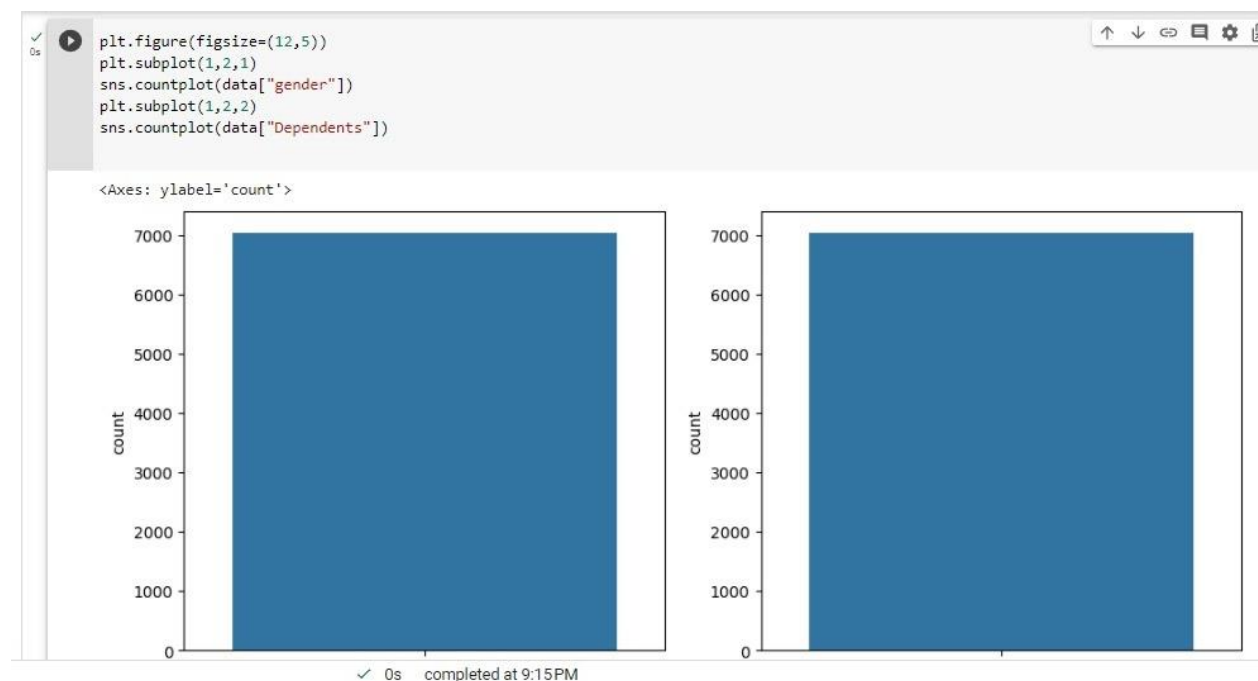 0s
plt.figure(figsize=(12,5))
plt.subplot(1,2,1)
sns.countplot(data["gender"])
plt.subplot(1,2,2)
sns.countplot(data["Dependents"])
<Axes: ylabel='count'>
7000
6000
5000
4000
3000
2000
1000
0
count
7000
6000
5000
4000
3000
2000
1000
0
count
0s completed at 9:15 PM